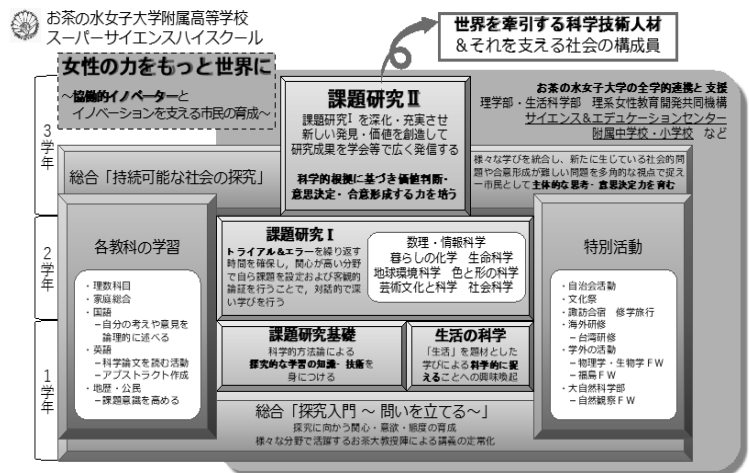 お茶の水女子大学附属高等学校
スーパーサイエンスハイスクール
世界を牽引する科学技術人材
&それを支える社会の構成員
女性の力をもっと世界に
～協働的イノベーターと
イノベーションを支える市民の育成～
お茶の水女子大学の全学的連携と支援
理学部・生活科学部 理系女性教育開発共同機構
サイエンス&エデュケーションセンター
附属中学校・小学校 など
3学年
課題研究Ⅱ
課題研究Ⅰを深化・充実させ
新しい発見・価値を創造して
研究成果を学会等で広く発信する
科学的根拠に基づき価値判断・
意思決定・合意形成する力を培う
総合「持続可能な社会の探究」
様々な学びを統合し、新たに生じている社会的問
題や合意形成が難しい問題を多角的な視点で捉え
一市民として主体的な思考・意思決定力を育む
2学年
各教科の学習
・理数科目
・家庭総合
・国語
－自分の考えや意見を
論理的に述べる
・英語
－科学論文を読む活動
－アブストラクト作成
・地歴・公民
－課題意識を高める
課題研究Ⅰ
トライアル&エラーを繰り返す
時間を確保し，関心が高い分野
で自ら課題を設定および客観的
論証を行うことで，対話的で深
い学びを行う
数理・情報科学
暮らしの化学 生命科学
地球環境科学 色と形の科学
芸術文化と科学 社会科学
特別活動
・自治会活動
・文化祭
・諏訪合宿 修学旅行
・海外研修
－台湾研修
・学外の活動
－物理学・生物学ＦＷ
－福島ＦＷ
・大自然科学部
－自然観察ＦＷ
1学年
課題研究基礎
科学的方法論による
探究的な学習の知識・技術を
身につける
生活の科学
「生活」を題材とした
学びによる科学的に捉
えることへの興味喚起
総合「探究入門 ～ 問いを立てる～」
探究に向かう関心・意欲・態度の育成
様々な分野で活躍するお茶大教授陣による講義の定常化